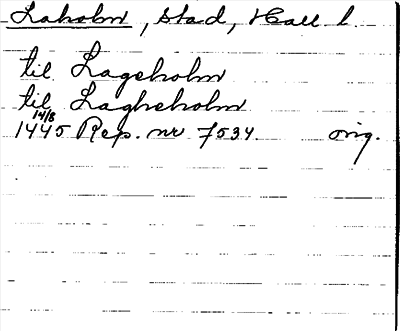 Laholm, stad, Hall l.
til Lageholm
til Lagheholm
1445 14/8 Rep. nr 7534. orig.